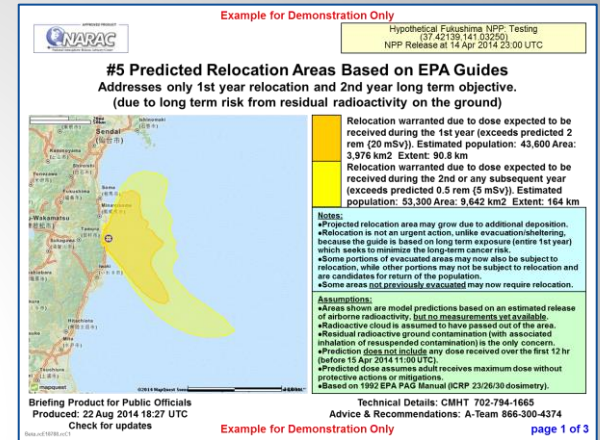 Example for Demonstration Only
NARAC
Hypothetical Fukushima NPP: Testing
(37.42139,141.03250)
NPP Release at 14 Apr 2014 23:00 UTC
#5 Predicted Relocation Areas Based on EPA Guides
Addresses only 1st year relocation and 2nd year long term objective.
(due to long term risk from residual radioactivity on the ground)
Sendai
Relocation warranted due to dose expected to be
received during the 1st year (exceeds predicted 2
rem {20 mSv}). Estimated population: 43,600 Area:
3,976 km2 Extent: 90.8 km
Relocation warranted due to dose expected to be
received during the 2nd or any subsequent year
(exceeds predicted 0.5 rem {5 mSv}). Estimated
population: 53,300 Area: 9,642 km2 Extent: 164 km
Notes:
●Projected relocation area may grow due to additional deposition.
●Relocation is not an urgent action, unlike evacuation/sheltering,
because the guide is based on long term exposure (entire 1st year)
which seeks to minimize the long-term cancer risk.
●Some portions of evacuated areas may now also be subject to
relocation, while other portions may not be subject to relocation and
are candidates for return of the population.
●Some areas not previously evacuated may now require relocation.
Assumptions:
●Areas shown are model predictions based on an estimated release
of airborne radioactivity, but no measurements yet available.
●Radioactive cloud is assumed to have passed out of the area.
●Residual radioactive ground contamination (with associated
inhalation of resuspended contamination) is the only concern.
●Prediction does not include any dose received over the first 12 hr
(before 15 Apr 2014 11:00 UTC).
●Predicted dose assumes adult receives maximum dose without
protective actions or mitigations.
●Based on 1992 EPA PAG Manual (ICRP 23/26/30 dosimetry).
mapquest
Briefing Product for Public Officials
Produced: 22 Aug 2014 18:27 UTC
Check for updates
Technical Details: CMHT 702-794-1665
Advice & Recommendations: A-Team 866-300-4374
Example for Demonstration Only
page 1 of 3